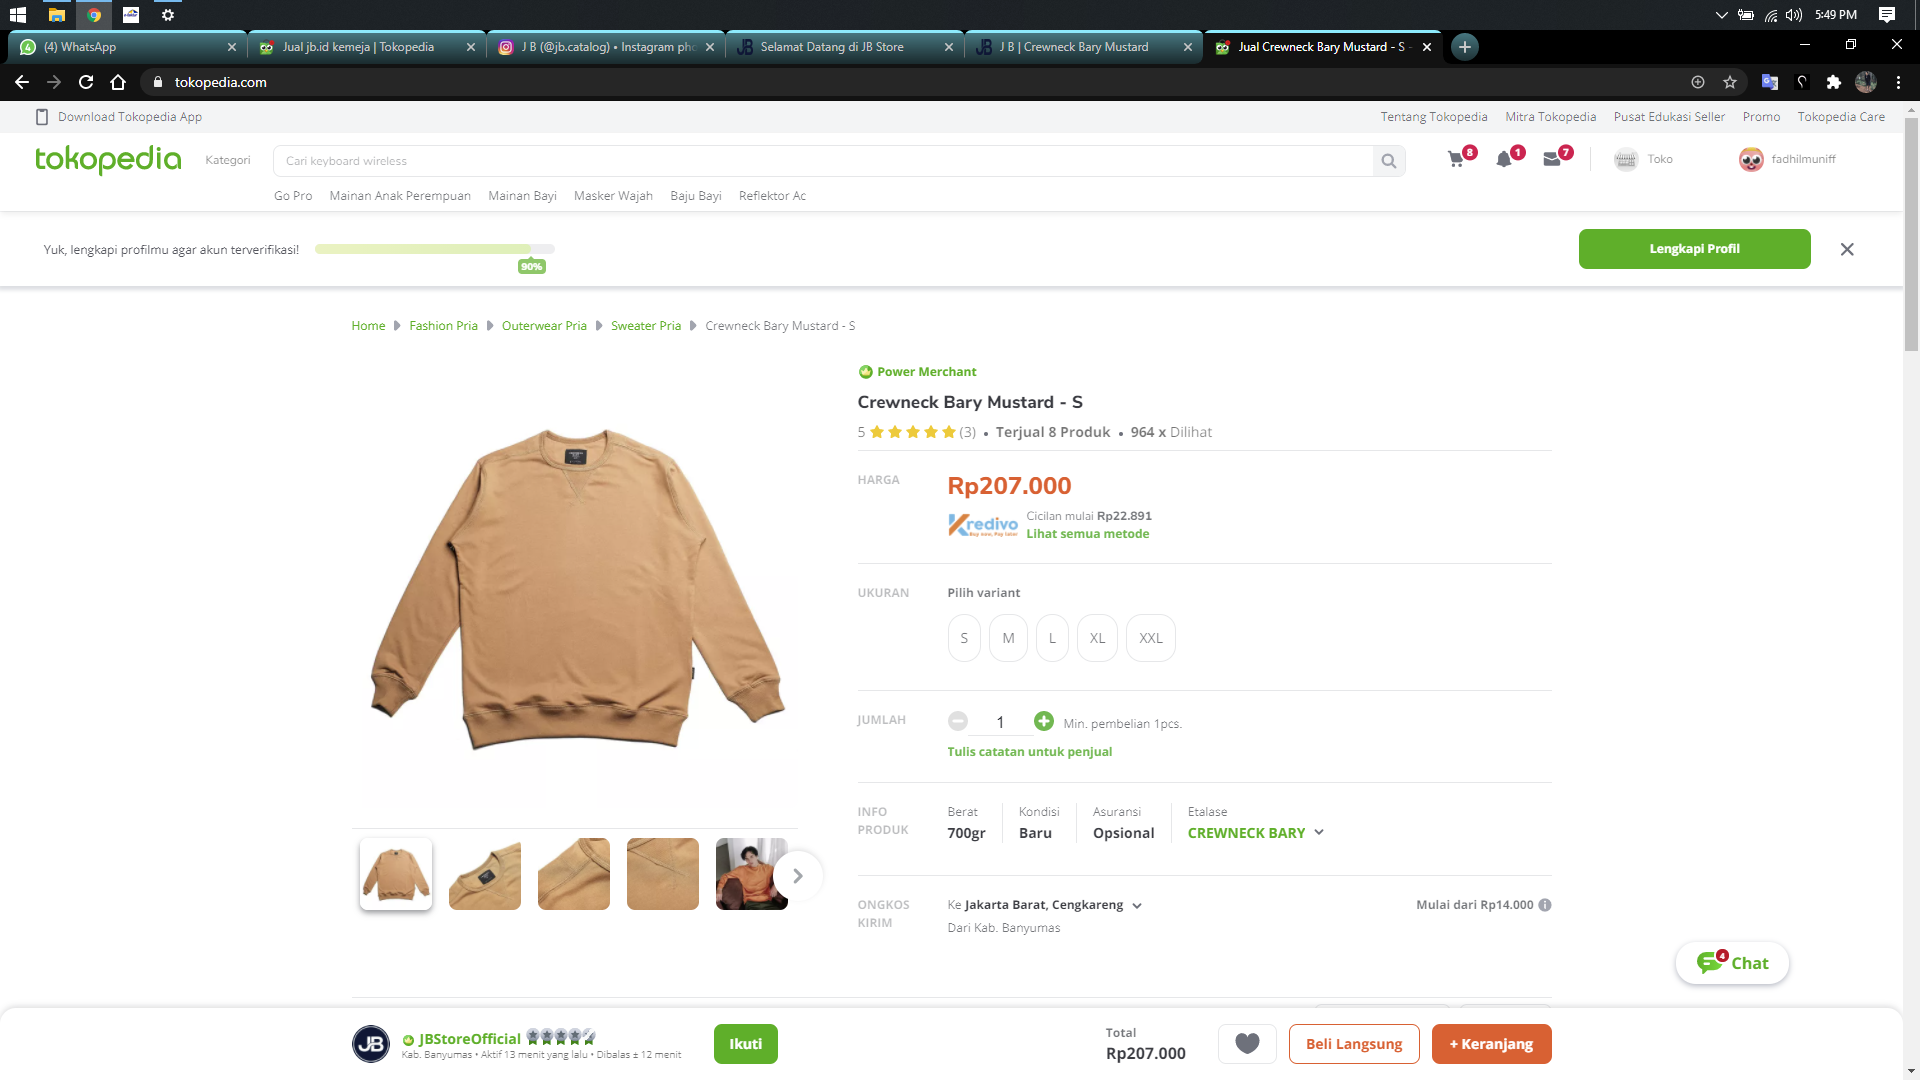 5:49 PM
(4) WhatsApp
Jual jb.id kemeja | Tokopedia
J B (@jb.catalog) • Instagram pho
Selamat Datang di JB Store
J B | Crewneck Bary Mustard
Jual Crewneck Bary Mustard - S -
tokopedia.com
Download Tokopedia App
Tentang Tokopedia
Mitra Tokopedia
Pusat Edukasi Seller
Promo
Tokopedia Care
tokopedia
Kategori
Cari keyboard wireless
8
1
7
Toko
fadhilmuniff
Go Pro
Mainan Anak Perempuan
Mainan Bayi
Masker Wajah
Baju Bayi
Reflektor Ac
Yuk, lengkapi profilmu agar akun terverifikasi!
90%
Lengkapi Profil
Home
Fashion Pria
Outerwear Pria
Sweater Pria
Crewneck Bary Mustard - S
Power Merchant
Crewneck Bary Mustard - S
5 (3) • Terjual 8 Produk • 964 x Dilihat
HARGA
Rp207.000
Kredivo
Buy now, Pay later
Cicilan mulai Rp22.891
Lihat semua metode
UKURAN
Pilih variant
S
M
L
XL
XXL
JUMLAH
1
Min. pembelian 1pcs.
Tulis catatan untuk penjual
INFO PRODUK
Berat
700gr
Kondisi
Baru
Asuransi
Opsional
Etalase
CREWNECK BARY
ONGKOS KIRIM
Ke Jakarta Barat, Cengkareng
Dari Kab. Banyumas
Mulai dari Rp14.000
4
Chat
JB
JBStoreOfficial
Kab. Banyumas • Aktif 13 menit yang lalu • Dibalas ± 12 menit
Ikuti
Total
Rp207.000
Beli Langsung
+ Keranjang